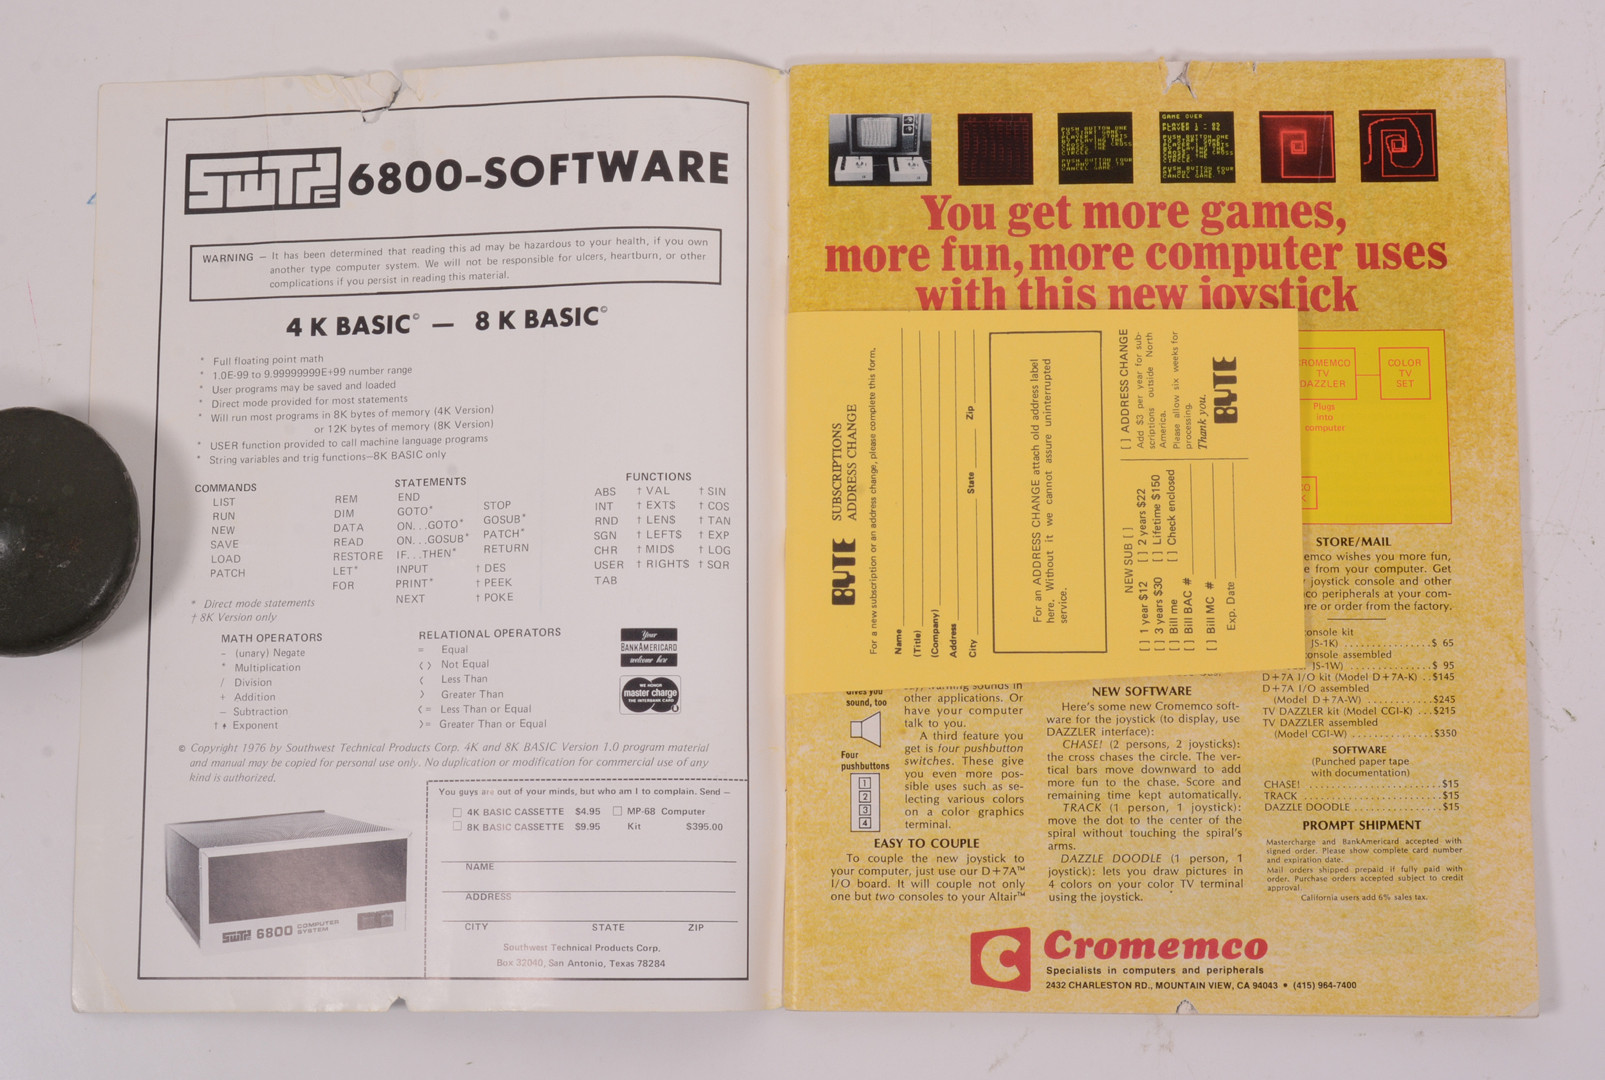 SWTPC 6800-SOFTWARE
WARNING – It has been determined that reading this ad may be hazardous to your health, if you own
another type computer system. We will not be responsible for ulcers, heartburn, or other
complications if you persist in reading this material.
4 K BASIC© — 8 K BASIC©
* Full floating point math
* 1.0E-99 to 9.99999999E+99 number range
* User programs may be saved and loaded
* Direct mode provided for most statements
* Will run most programs in 8K bytes of memory (4K Version)
or 12K bytes of memory (8K Version)
* USER function provided to call machine language programs
* String variables and trig functions–8K BASIC only
COMMANDS
LIST
RUN
NEW
SAVE
LOAD
PATCH
STATEMENTS
REM
DIM
DATA
READ
RESTORE
LET*
FOR
END
GOTO*
ON. . .GOTO*
ON. . .GOSUB*
IF. . .THEN*
INPUT
PRINT*
NEXT
STOP
GOSUB*
PATCH*
RETURN
† DES
† PEEK
† POKE
FUNCTIONS
ABS
INT
RND
SGN
CHR
USER
TAB
† VAL
† EXT$
† LEN$
† LEFT$
† MID$
† RIGHT$
† SIN
† COS
† TAN
† EXP
† LOG
† SQR
* Direct mode statements
† 8K Version only
MATH OPERATORS
– (unary) Negate
* Multiplication
/ Division
+ Addition
– Subtraction
↑ Exponent
RELATIONAL OPERATORS
= Equal
<> Not Equal
< Less Than
> Greater Than
<= Less Than or Equal
>= Greater Than or Equal
Your
BANKAMERICARD
welcome here
WE HONOR
master charge
THE INTERBANK CARD
© Copyright 1976 by Southwest Technical Products Corp. 4K and 8K BASIC Version 1.0 program material
and manual may be copied for personal use only. No duplication or modification for commercial use of any
kind is authorized.
You guys are out of your minds, but who am I to complain. Send —
☐ 4K BASIC CASSETTE $4.95 ☐ MP-68 Computer
☐ 8K BASIC CASSETTE $9.95 Kit $395.00
NAME
ADDRESS
CITY STATE ZIP
Southwest Technical Products Corp.
Box 32040, San Antonio, Texas 78284
SWTPC 6800 COMPUTER
SYSTEM
GAME OVER
You get more games,
more fun, more computer uses
with this new joystick
BYTE SUBSCRIPTIONS
ADDRESS CHANGE
For a new subscription or an address change, please complete this form.
Name
(Title)
(Company)
Address
City State Zip
For an ADDRESS CHANGE attach old address label
here. Without it we cannot assure uninterrupted
service.
NEW SUB [ ]
[ ] 1 year $12 [ ] 2 years $22
[ ] 3 years $30 [ ] Lifetime $150
[ ] Bill me [ ] Check enclosed
[ ] Bill BAC #
[ ] Bill MC #
Exp. Date
[ ] ADDRESS CHANGE
Add $3 per year for sub-
scriptions outside North
America.
Please allow six weeks for
processing.
Thank you.
BYTE
CROMEMCO
TV
DAZZLER
COLOR
TV
SET
Plugs
into
computer
gives you
sound, too
Four
pushbuttons
1
2
3
4
sounds in
other applications. Or
have your computer
talk to you.
A third feature you
get is four pushbutton
switches. These give
you even more pos-
sible uses such as se-
lecting various colors
on a color graphics
terminal.
EASY TO COUPLE
To couple the new joystick to
your computer, just use our D+7A™
I/O board. It will couple not only
one but two consoles to your Altair™
NEW SOFTWARE
Here's some new Cromemco soft-
ware for the joystick (to display, use
DAZZLER interface):
CHASE! (2 persons, 2 joysticks):
the cross chases the circle. The ver-
tical bars move downward to add
more fun to the chase. Score and
remaining time kept automatically.
TRACK (1 person, 1 joystick):
move the dot to the center of the
spiral without touching the spiral's
arms.
DAZZLE DOODLE (1 person, 1
joystick): lets you draw pictures in
4 colors on your color TV terminal
using the joystick.
STORE/MAIL
emco wishes you more fun,
e from your computer. Get
joystick console and other
co peripherals at your com-
ore or order from the factory.
onsole kit
JS-1K) . . . . . . . . . . . . . . $ 65
onsole assembled
JS-1W) . . . . . . . . . . . . . . $ 95
D+7A I/O kit (Model D+7A-K) . . $145
D+7A I/O assembled
(Model D+7A-W) . . . . . . . . . . $245
TV DAZZLER kit (Model CGI-K) . . . $215
TV DAZZLER assembled
(Model CGI-W) . . . . . . . . . . . $350
SOFTWARE
(Punched paper tape
with documentation)
CHASE! . . . . . . . . . . . . . . . $15
TRACK . . . . . . . . . . . . . . . $15
DAZZLE DOODLE . . . . . . . . . . . $15
PROMPT SHIPMENT
Mastercharge and BankAmericard accepted with
signed order. Please show complete card number
and expiration date.
Mail orders shipped prepaid if fully paid with
order. Purchase orders accepted subject to credit
approval.
California users add 6% sales tax.
Cromemco
Specialists in computers and peripherals
2432 CHARLESTON RD., MOUNTAIN VIEW, CA 94043 • (415) 964-7400